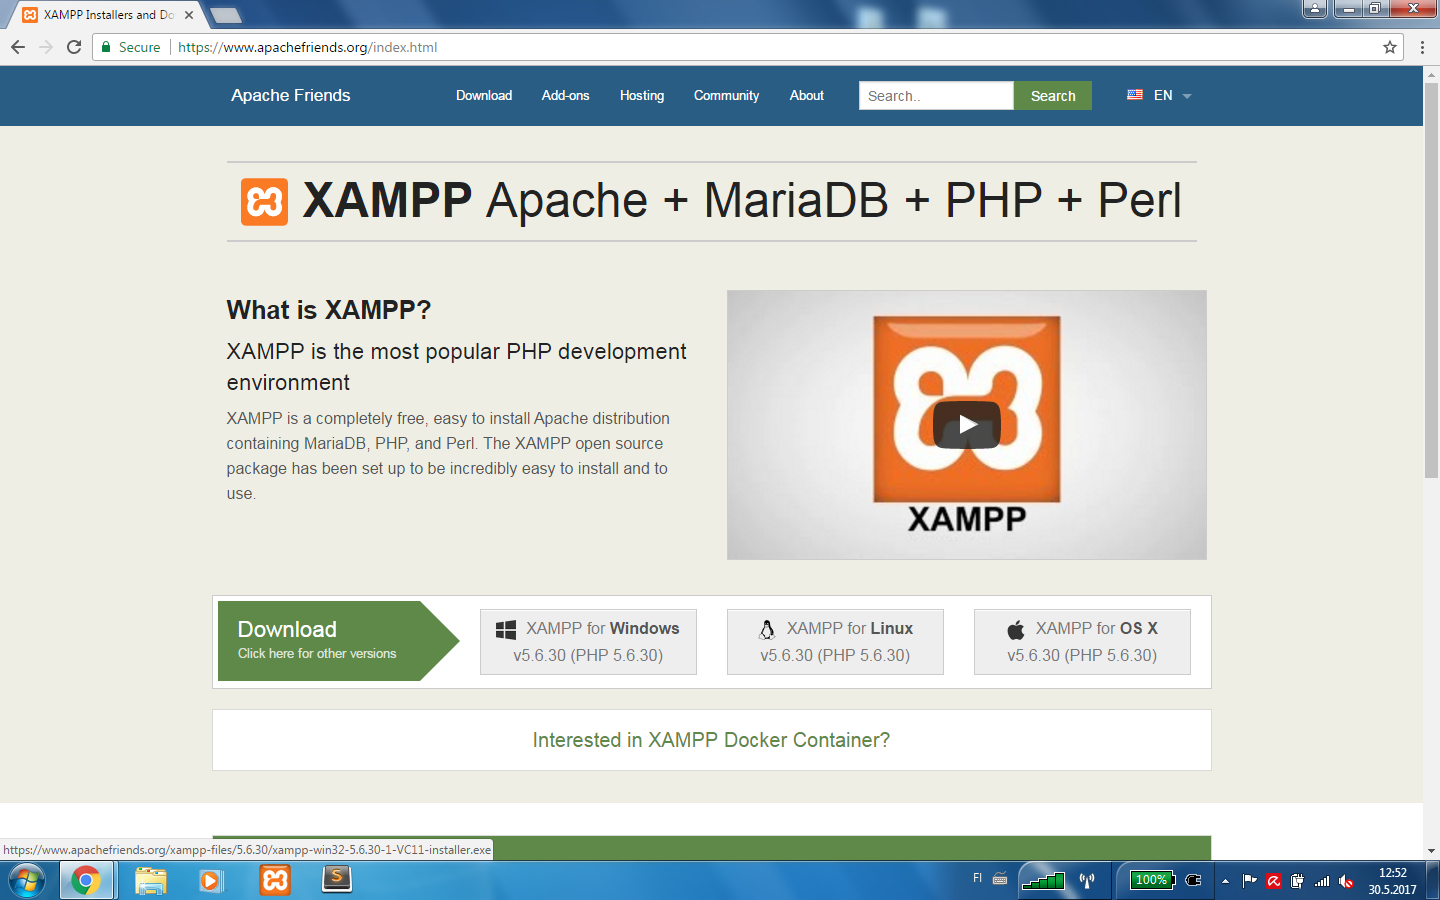 XAMPP Installers and Do
Secure
https://www.apachefriends.org/index.html
Apache Friends
Download
Add-ons
Hosting
Community
About
Search..
Search
EN
XAMPP Apache + MariaDB + PHP + Perl
What is XAMPP?
XAMPP is the most popular PHP development
environment
XAMPP is a completely free, easy to install Apache distribution
containing MariaDB, PHP, and Perl. The XAMPP open source
package has been set up to be incredibly easy to install and to
use.
XAMPP
Download
Click here for other versions
XAMPP for Windows
v5.6.30 (PHP 5.6.30)
XAMPP for Linux
v5.6.30 (PHP 5.6.30)
XAMPP for OS X
v5.6.30 (PHP 5.6.30)
Interested in XAMPP Docker Container?
https://www.apachefriends.org/xampp-files/5.6.30/xampp-win32-5.6.30-1-VC11-installer.exe
FI
100%
12:52
30.5.2017